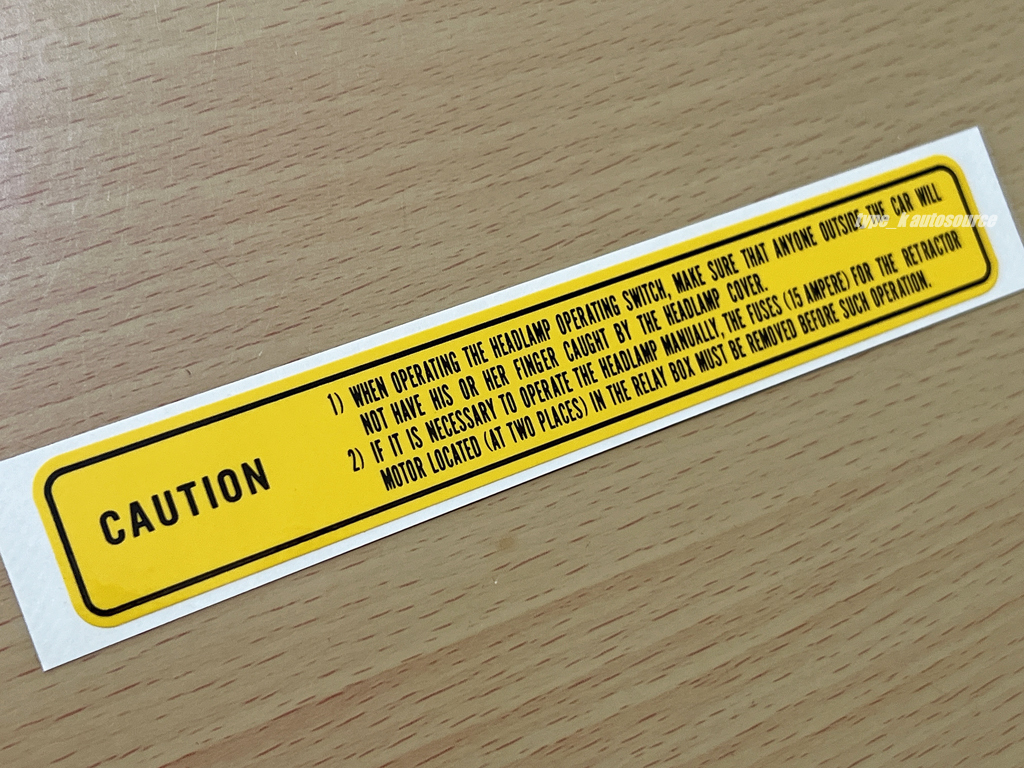 CAUTION
1) WHEN OPERATING THE HEADLAMP OPERATING SWITCH, MAKE SURE THAT ANYONE OUTSIDE THE CAR WILL
NOT HAVE HIS OR HER FINGER CAUGHT BY THE HEADLAMP COVER.
2) IF IT IS NECESSARY TO OPERATE THE HEADLAMP MANUALLY, THE FUSES (15 AMPERE) FOR THE RETRACTOR
MOTOR LOCATED (AT TWO PLACES) IN THE RELAY BOX MUST BE REMOVED BEFORE SUCH OPERATION.
type_X autosource